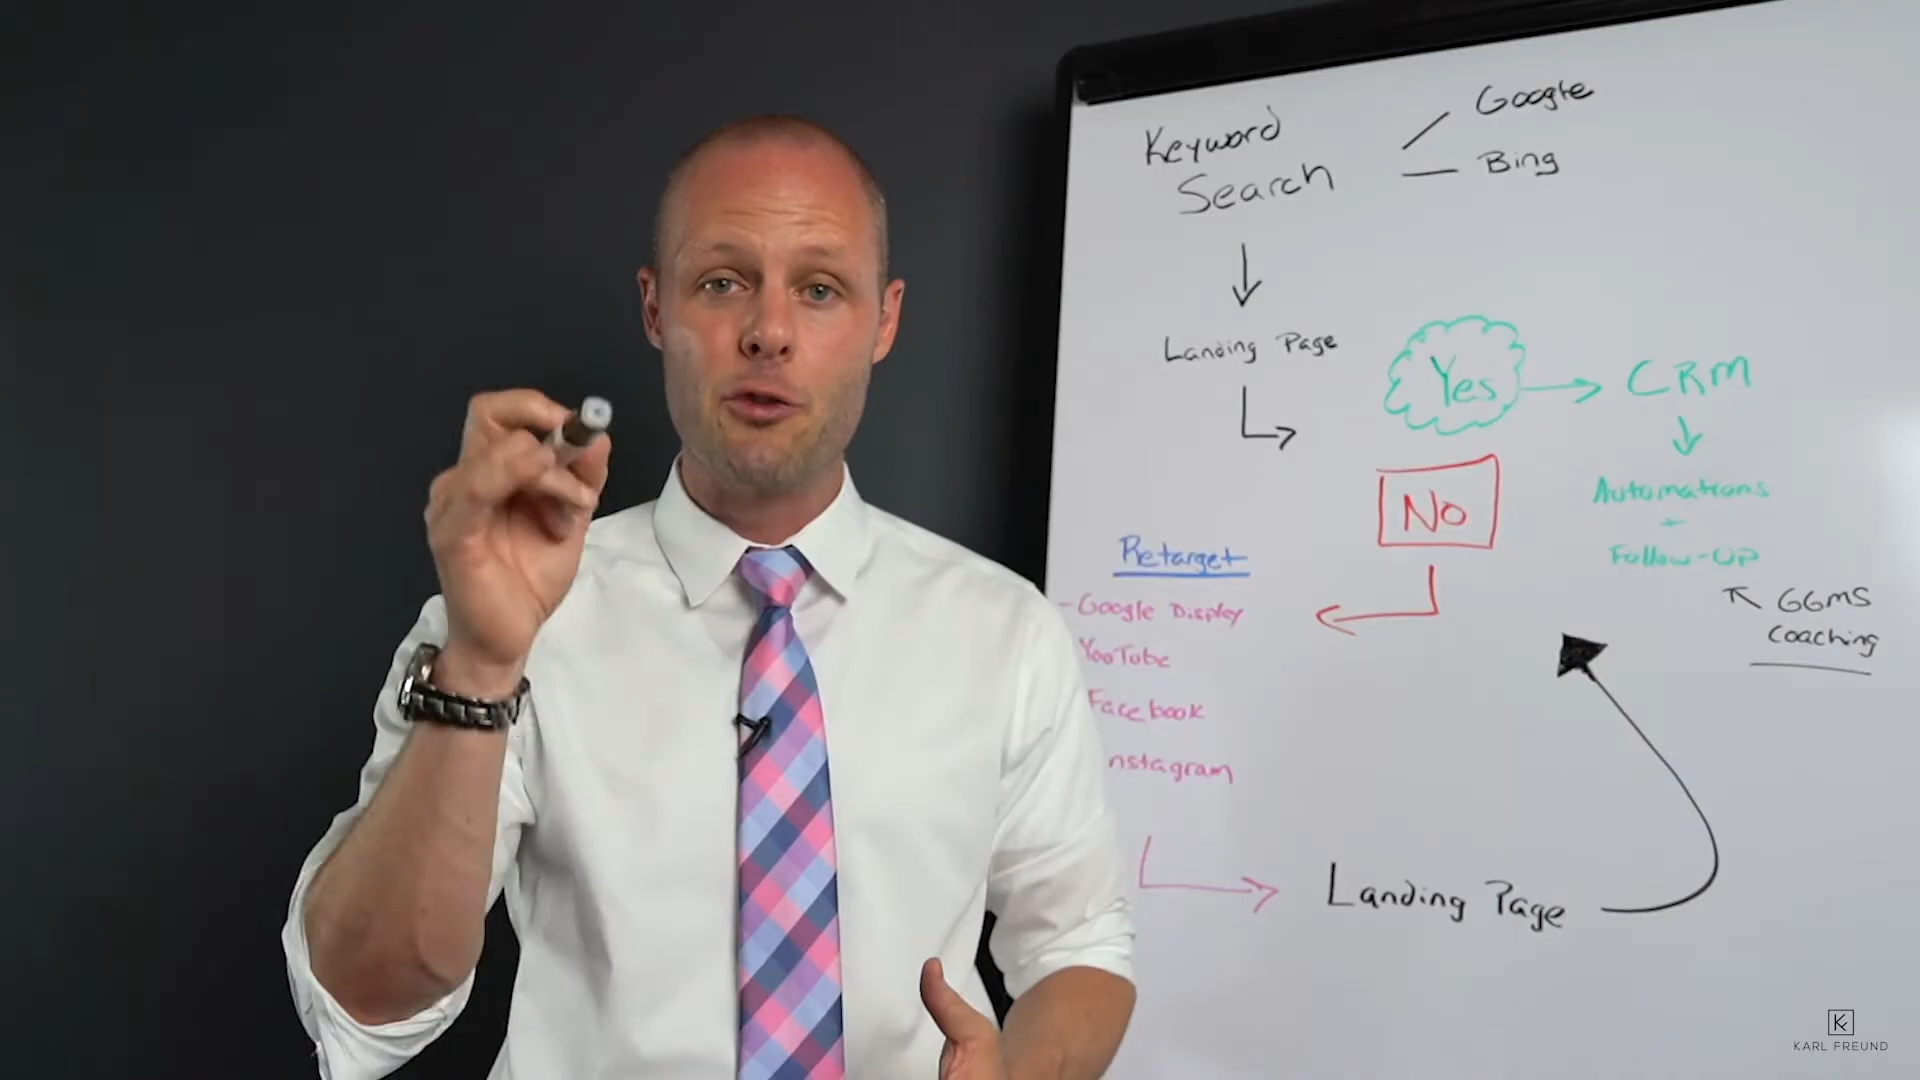 Keyword
Search
Google
Bing
Landing Page
Yes
CRM
Automations
+
Follow-UP
GGMS
coaching
No
Retarget
- Google Display
YouTube
Facebook
nstagram
Landing Page
K
KARL FREUND